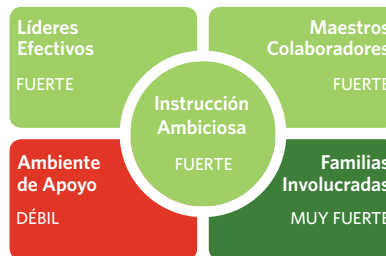 Líderes
Efectivos
FUERTE
Maestros
Colaboradores
FUERTE
Instrucción
Ambiciosa
FUERTE
Ambiente
de Apoyo
DÉBIL
Familias
Involucradas
MUY FUERTE